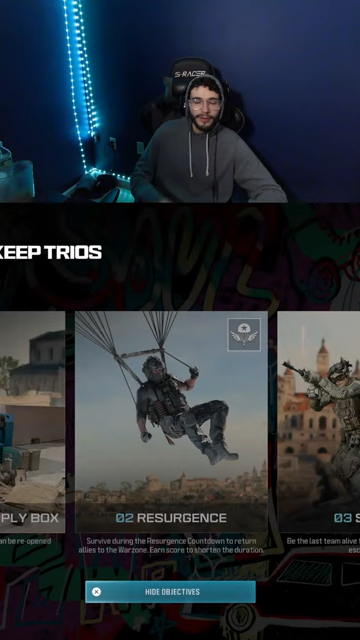 S-RACER
KEEP TRIOS
PLY BOX
an be re-opened
02 RESURGENCE
Survive during the Resurgence Countdown to return
allies to the Warzone. Earn score to shorten the duration.
03 S
Be the last team alive
esc
HIDE OBJECTIVES